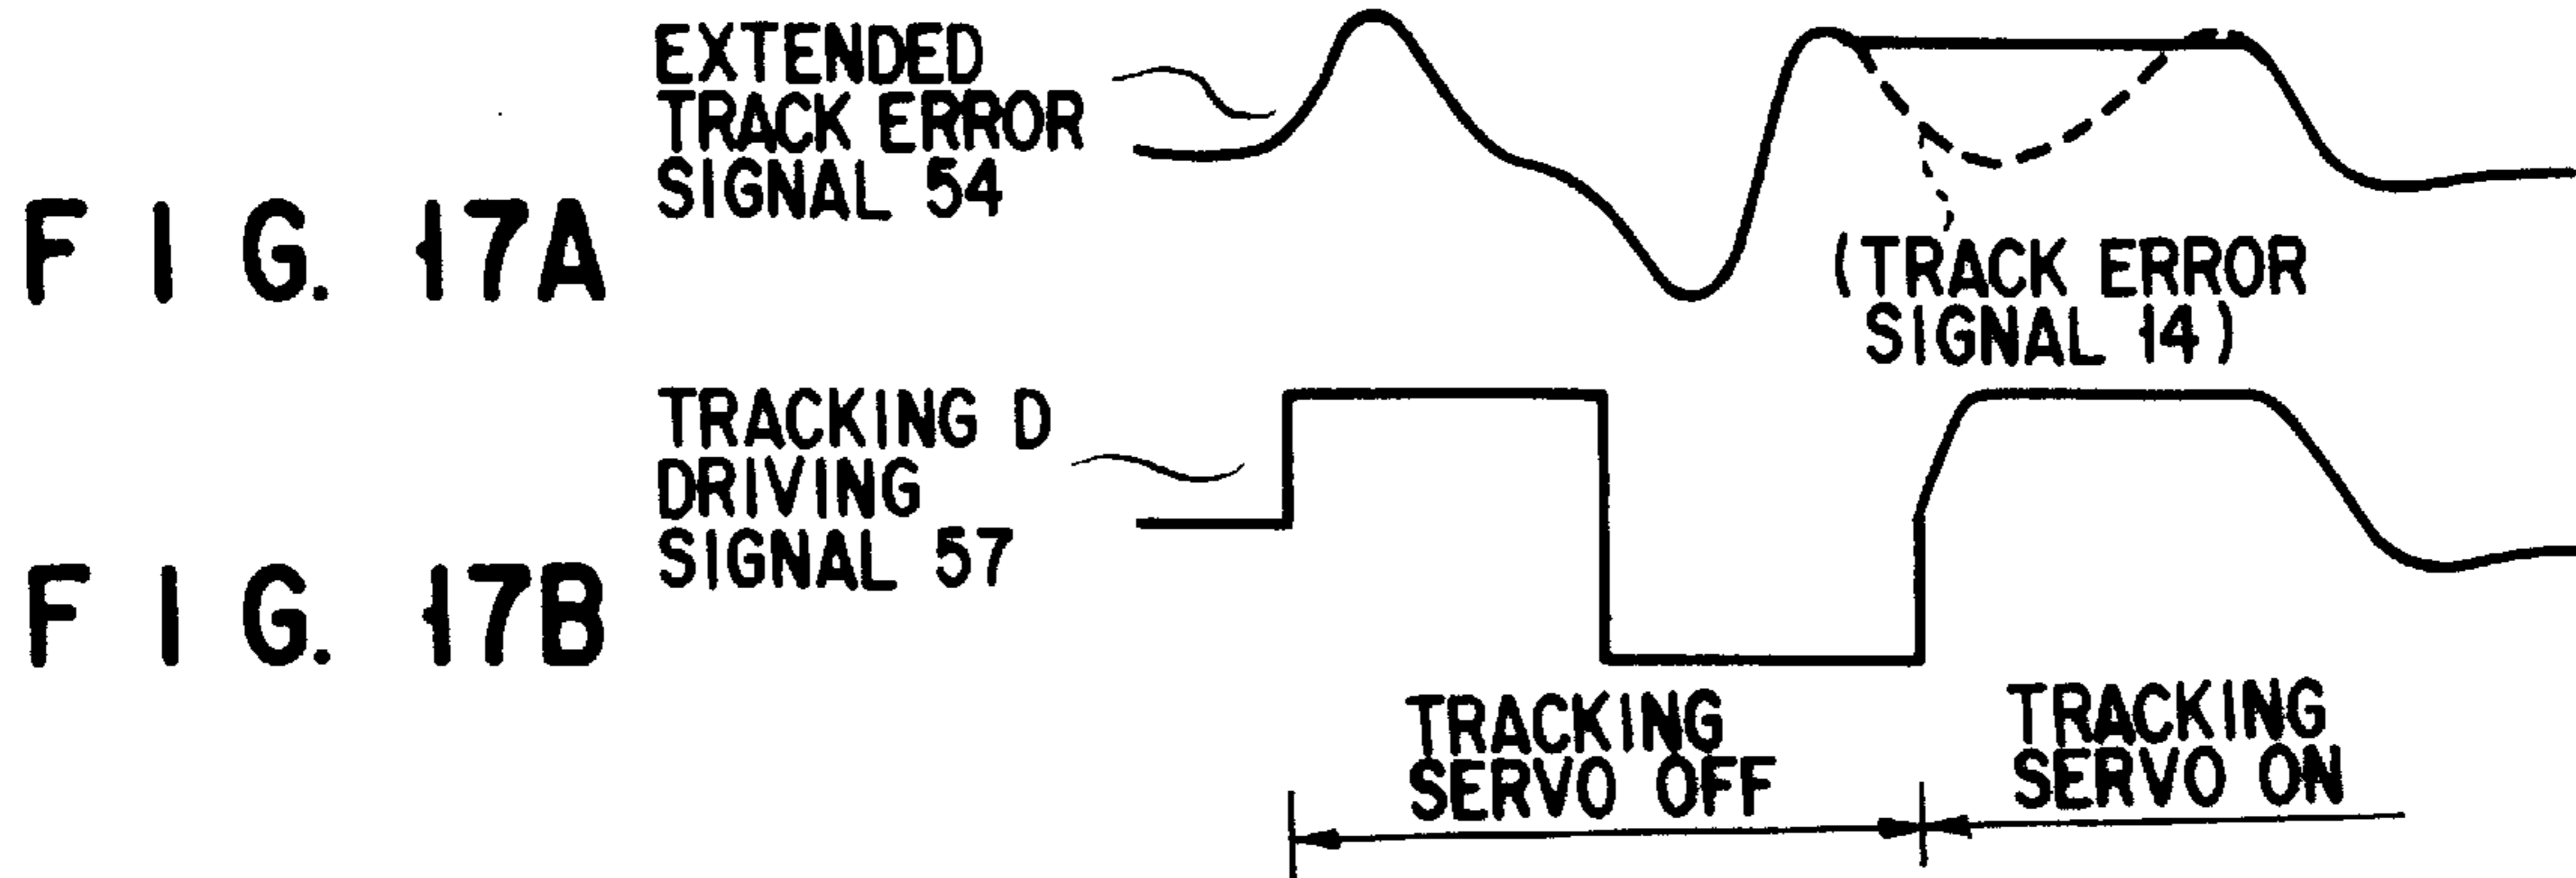 EXTENDED
TRACK ERROR
SIGNAL 54
FIG. 17A
(TRACK ERROR
SIGNAL 14)
TRACKING D
DRIVING
SIGNAL 57
FIG. 17B
TRACKING
SERVO OFF
TRACKING
SERVO ON